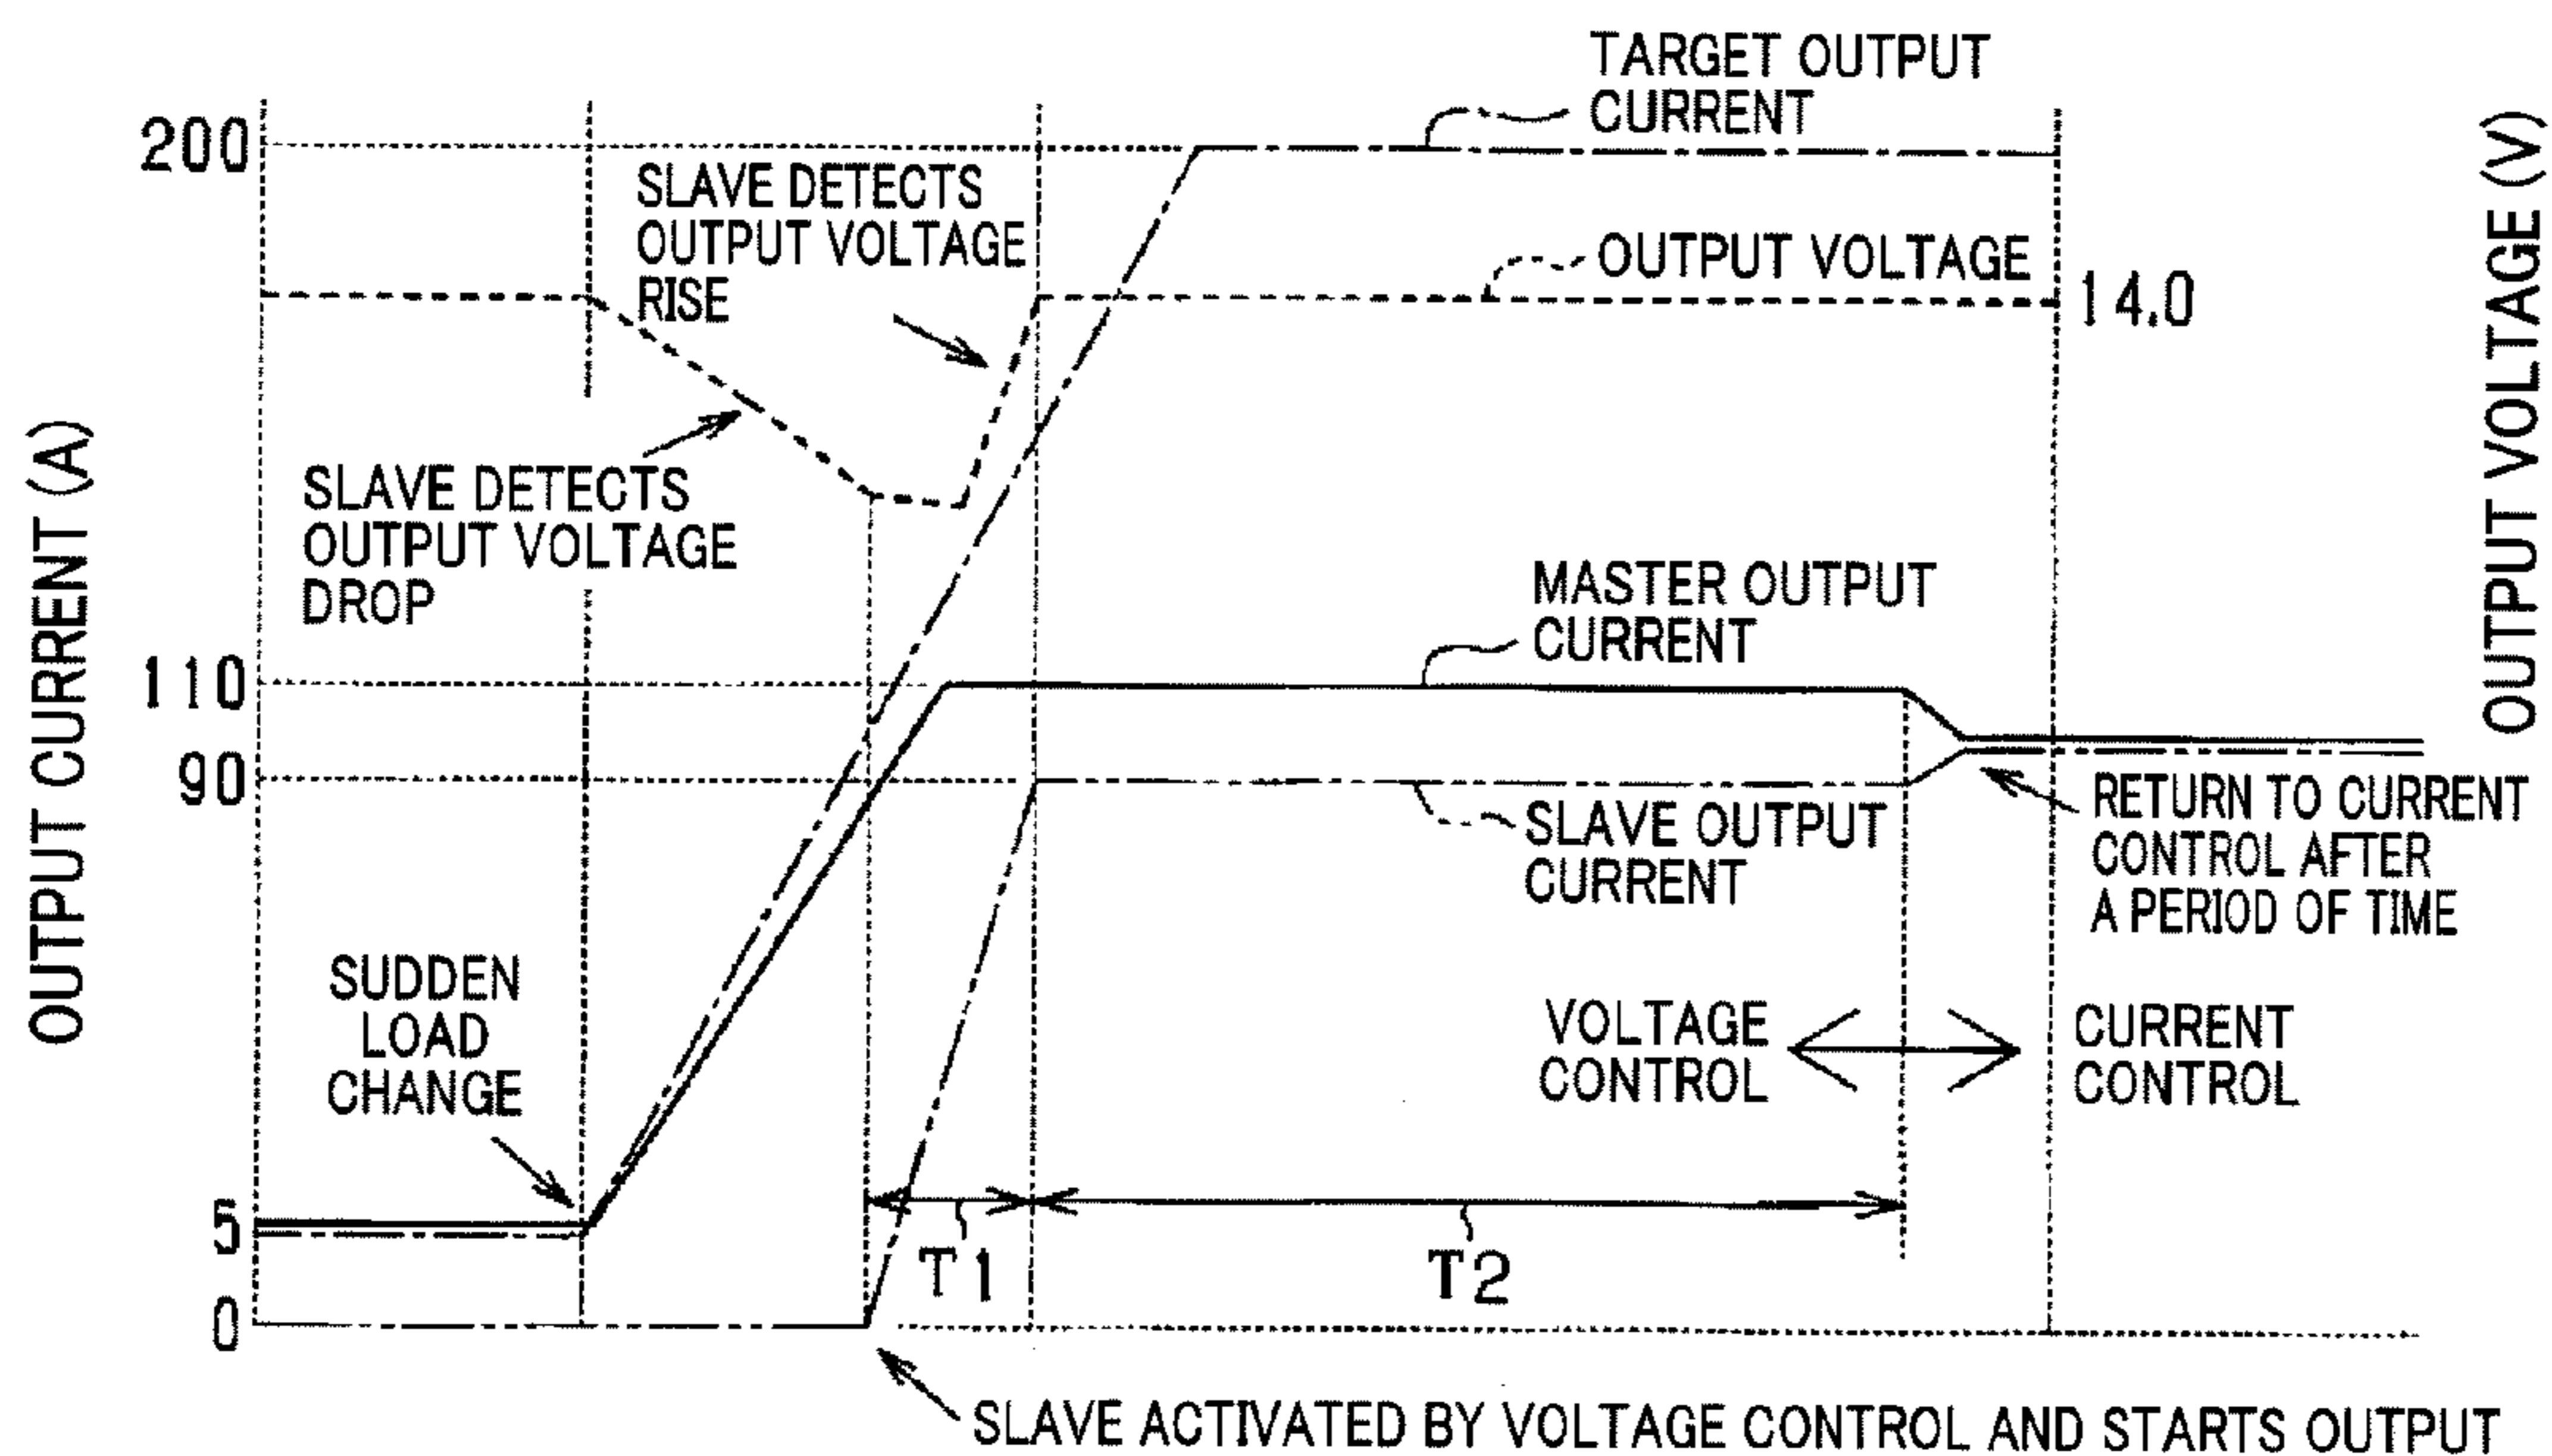 TARGET OUTPUT
CURRENT
200
SLAVE DETECTS
OUTPUT VOLTAGE
RISE
OUTPUT VOLTAGE
14.0
OUTPUT VOLTAGE (V)
OUTPUT CURRENT (A)
SLAVE DETECTS
OUTPUT VOLTAGE
DROP
MASTER OUTPUT
CURRENT
110
90
SLAVE OUTPUT
CURRENT
RETURN TO CURRENT
CONTROL AFTER
A PERIOD OF TIME
SUDDEN
LOAD
CHANGE
VOLTAGE
CONTROL
CURRENT
CONTROL
5
T1
T2
0
SLAVE ACTIVATED BY VOLTAGE CONTROL AND STARTS OUTPUT